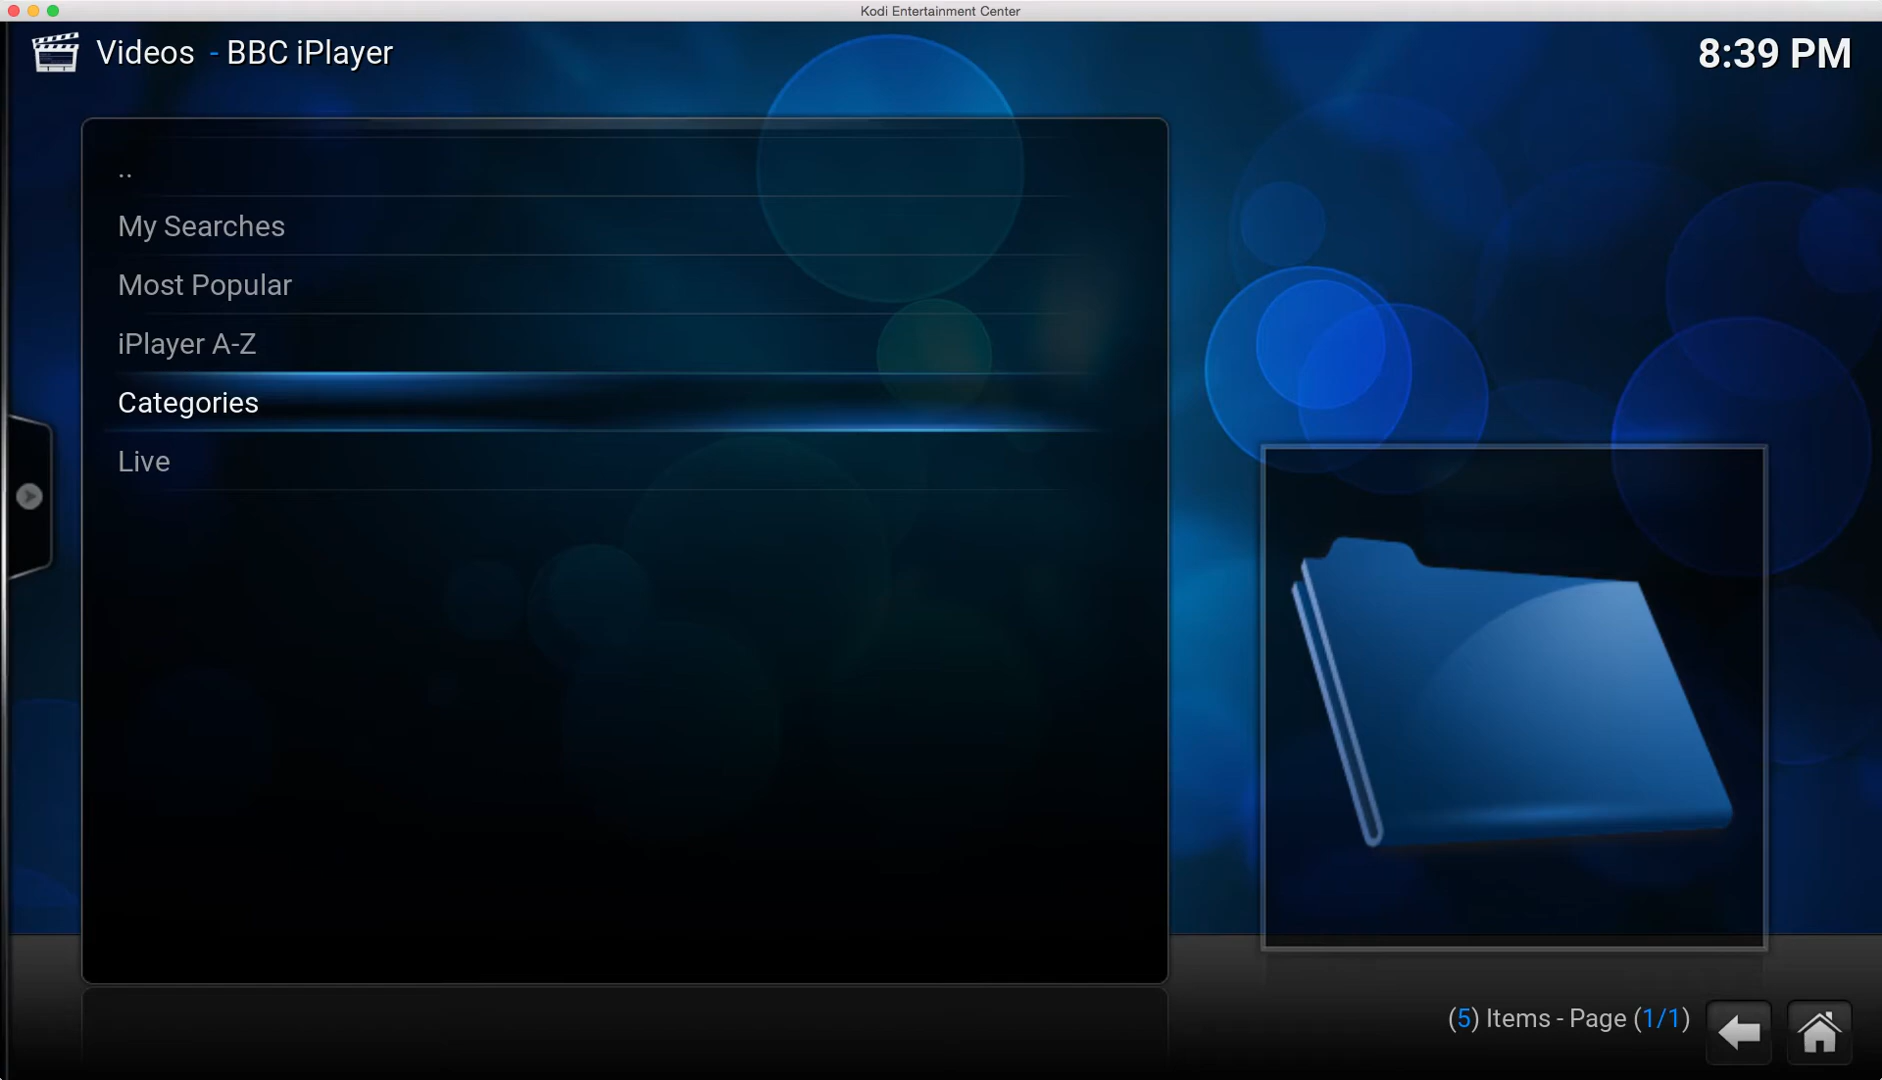 Kodi Entertainment Center
Videos - BBC iPlayer
8:39 PM
..
My Searches
Most Popular
iPlayer A-Z
Categories
Live
(5) Items - Page (1/1)